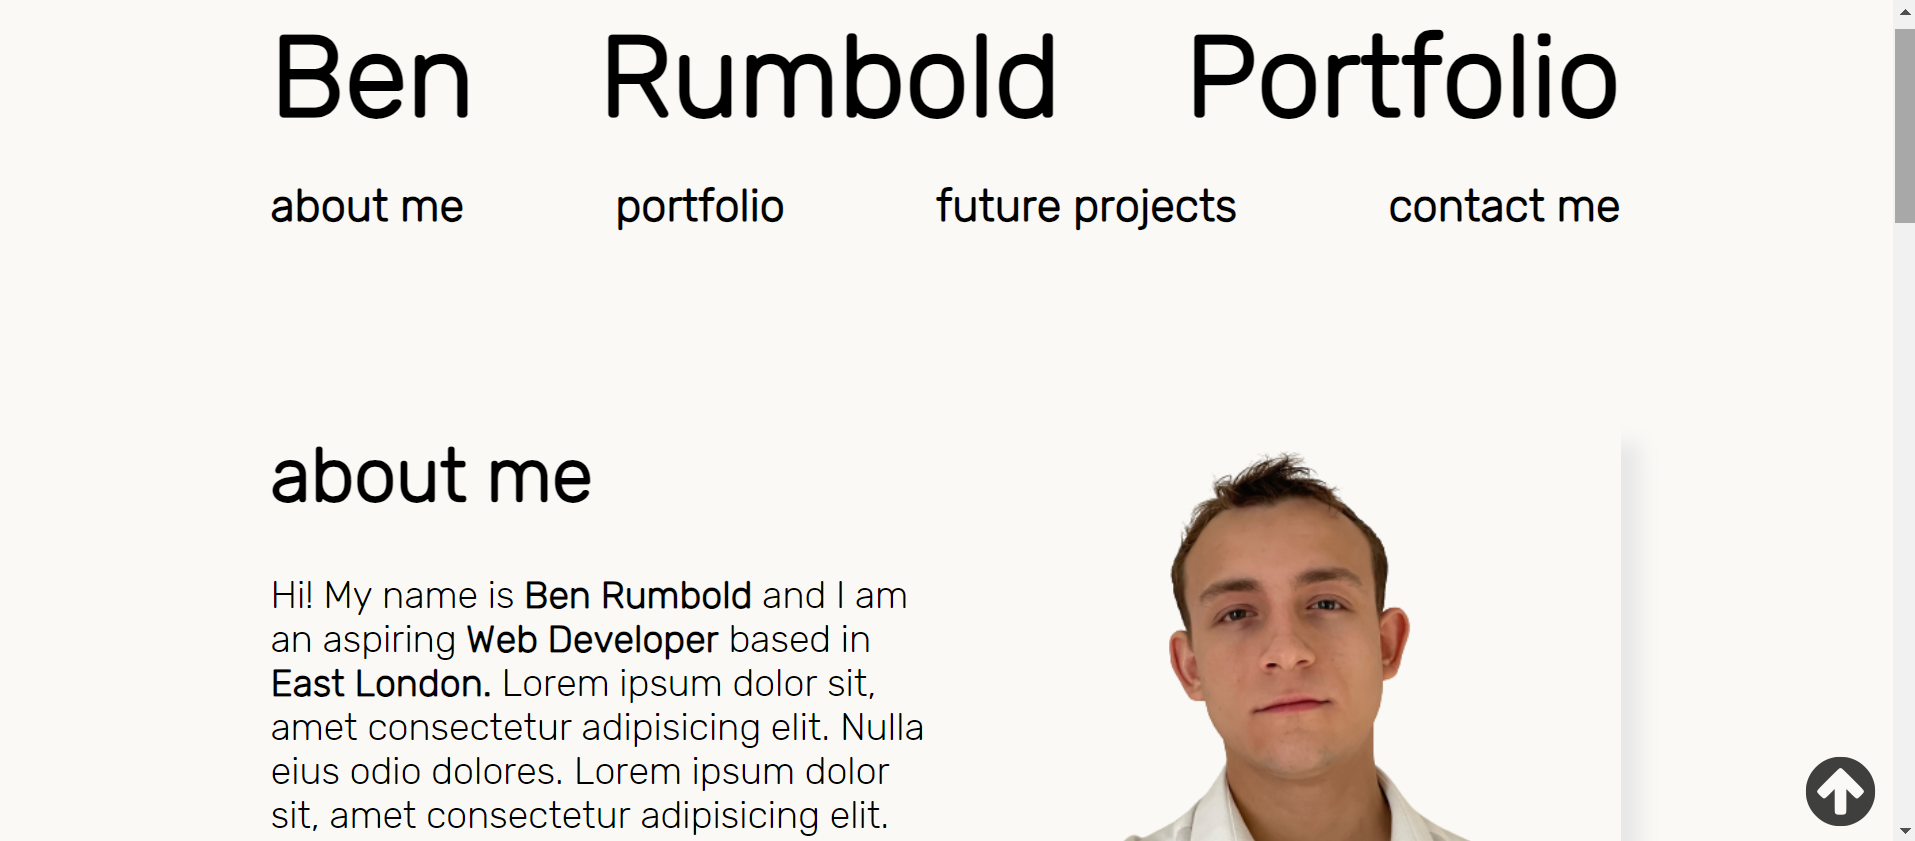 Ben Rumbold Portfolio
about me portfolio future projects contact me
about me
Hi! My name is Ben Rumbold and I am
an aspiring Web Developer based in
East London. Lorem ipsum dolor sit,
amet consectetur adipisicing elit. Nulla
eius odio dolores. Lorem ipsum dolor
sit, amet consectetur adipisicing elit.